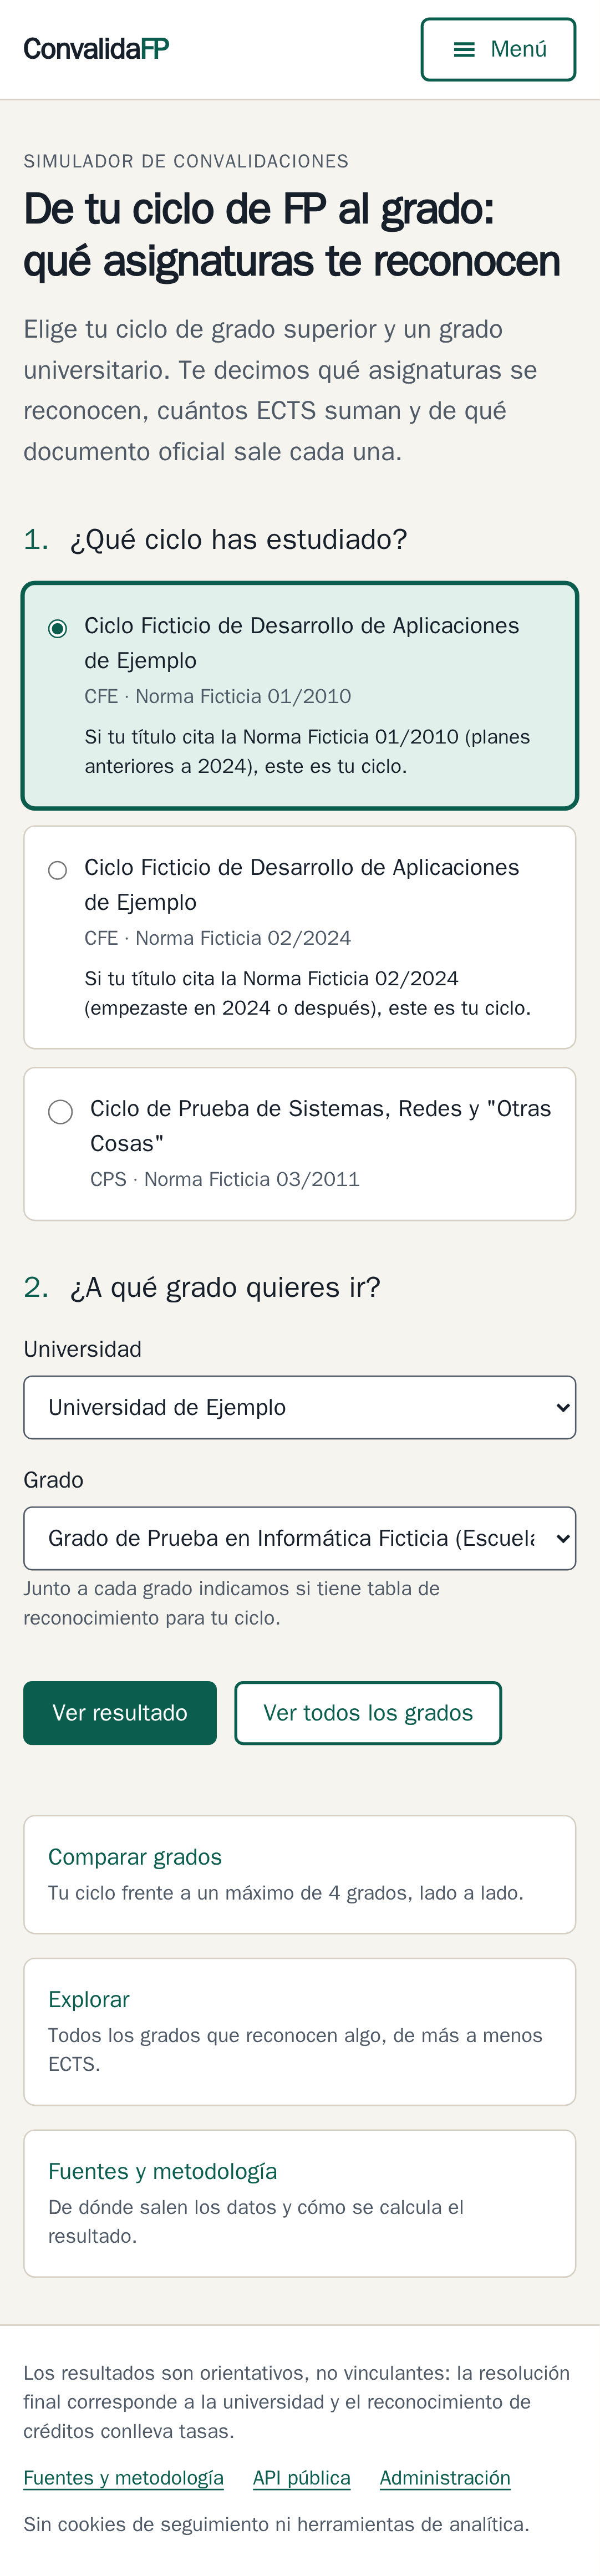 ConvalidaFP
Menú
SIMULADOR DE CONVALIDACIONES
De tu ciclo de FP al grado:
qué asignaturas te reconocen
Elige tu ciclo de grado superior y un grado
universitario. Te decimos qué asignaturas se
reconocen, cuántos ECTS suman y de qué
documento oficial sale cada una.
1. ¿Qué ciclo has estudiado?
Ciclo Ficticio de Desarrollo de Aplicaciones
de Ejemplo
CFE · Norma Ficticia 01/2010
Si tu título cita la Norma Ficticia 01/2010 (planes
anteriores a 2024), este es tu ciclo.
Ciclo Ficticio de Desarrollo de Aplicaciones
de Ejemplo
CFE · Norma Ficticia 02/2024
Si tu título cita la Norma Ficticia 02/2024
(empezaste en 2024 o después), este es tu ciclo.
Ciclo de Prueba de Sistemas, Redes y "Otras
Cosas"
CPS · Norma Ficticia 03/2011
2. ¿A qué grado quieres ir?
Universidad
Universidad de Ejemplo
Grado
Grado de Prueba en Informática Ficticia (Escuela
Junto a cada grado indicamos si tiene tabla de
reconocimiento para tu ciclo.
Ver resultado
Ver todos los grados
Comparar grados
Tu ciclo frente a un máximo de 4 grados, lado a lado.
Explorar
Todos los grados que reconocen algo, de más a menos
ECTS.
Fuentes y metodología
De dónde salen los datos y cómo se calcula el
resultado.
Los resultados son orientativos, no vinculantes: la resolución
final corresponde a la universidad y el reconocimiento de
créditos conlleva tasas.
Fuentes y metodología API pública Administración
Sin cookies de seguimiento ni herramientas de analítica.